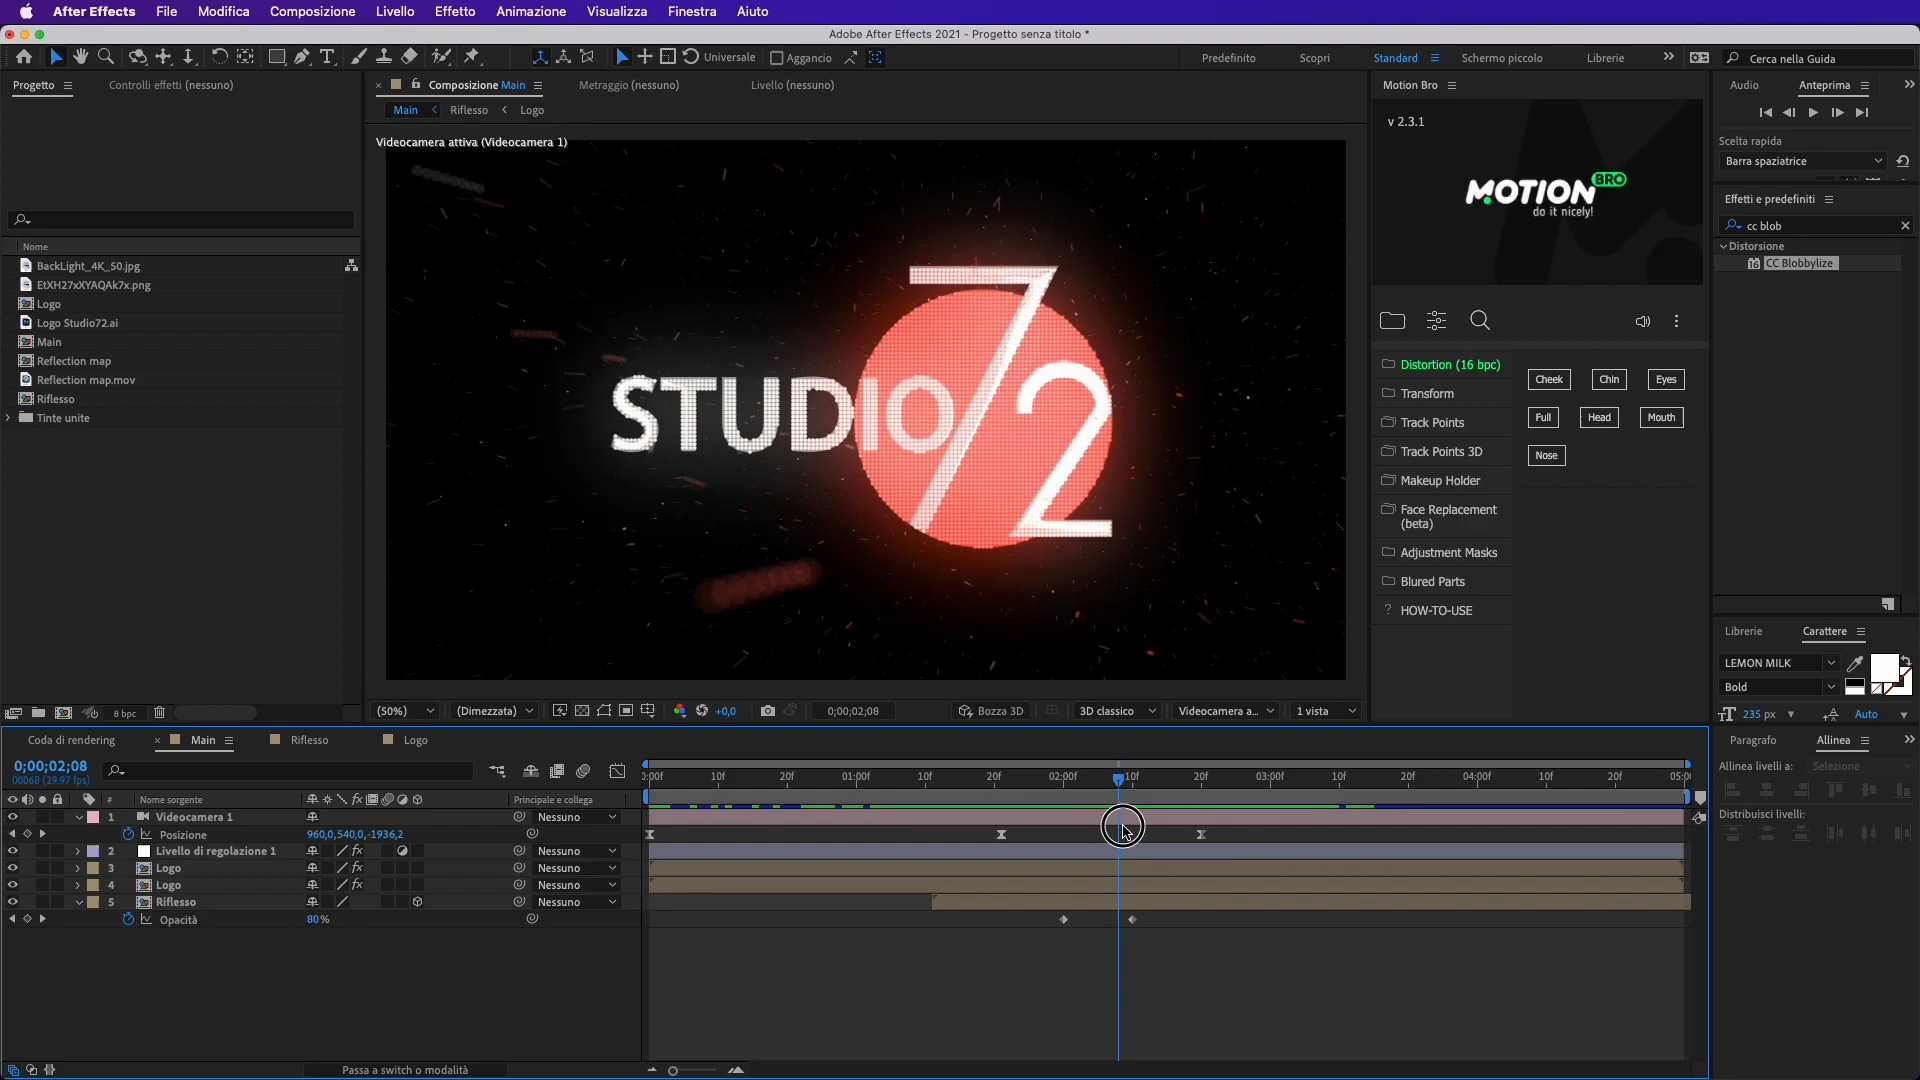 After Effects File Modifica Composizione Livello Effetto Animazione Visualizza Finestra Aiuto
Adobe After Effects 2021 - Progetto senza titolo *
Universale Aggancio Predefinito Scopri Standard Schermo piccolo Librerie Cerca nella Guida
Progetto Controlli effetti (nessuno) Composizione Main Metraggio (nessuno) Livello (nessuno) Motion Bro Audio Anteprima
Main Riflesso Logo
v 2.3.1
Videocamera attiva (Videocamera 1)
Scelta rapida
Barra spaziatrice
MOTION BRO
do it nicely!
Effetti e predefiniti
cc blob
Distorsione
CC Blobbylize
Nome
BackLight_4K_50.jpg
EtXH27xXYAQAk7x.png
Logo
Logo Studio72.ai
Main
Reflection map
Reflection map.mov
Riflesso
Tinte unite
STUDIO 72
Distortion (16 bpc)
Transform
Track Points
Track Points 3D
Makeup Holder
Face Replacement
(beta)
Adjustment Masks
Blured Parts
? HOW-TO-USE
Cheek Chin Eyes
Full Head Mouth
Nose
Librerie Carattere
LEMON MILK
Bold
235 px Auto
8 bpc
(50%) (Dimezzata) +0,0 0;00;02;08 Bozza 3D 3D classico Videocamera a... 1 vista
Coda di rendering Main Riflesso Logo
Paragrafo Allinea
0;00;02;08
00068 (29.97 fps)
:00f 10f 20f 01:00f 10f 20f 02:00f 10f 20f 03:00f 10f 20f 04:00f 10f 20f 05:00
Allinea livelli a: Selezione
Distribuisci livelli:
# Nome sorgente fx Principale e collega
1 Videocamera 1 Nessuno
Posizione 960,0,540,0,-1936,2
2 Livello di regolazione 1 fx Nessuno
3 Logo fx Nessuno
4 Logo fx Nessuno
5 Riflesso Nessuno
Opacità 80%
Passa a switch o modalità